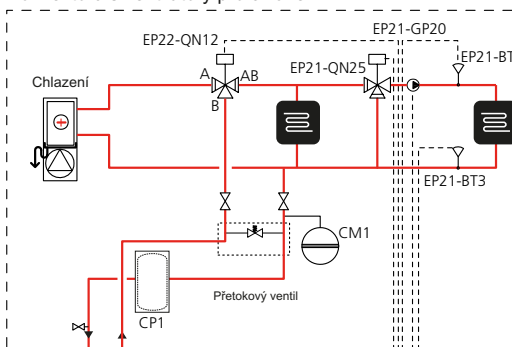 EP22-QN12
EP21-GP20
Chlazení
A
AB
EP21-QN25
EP21-BT
B
EP21-BT3
CM1
Přetokový ventil
CP1